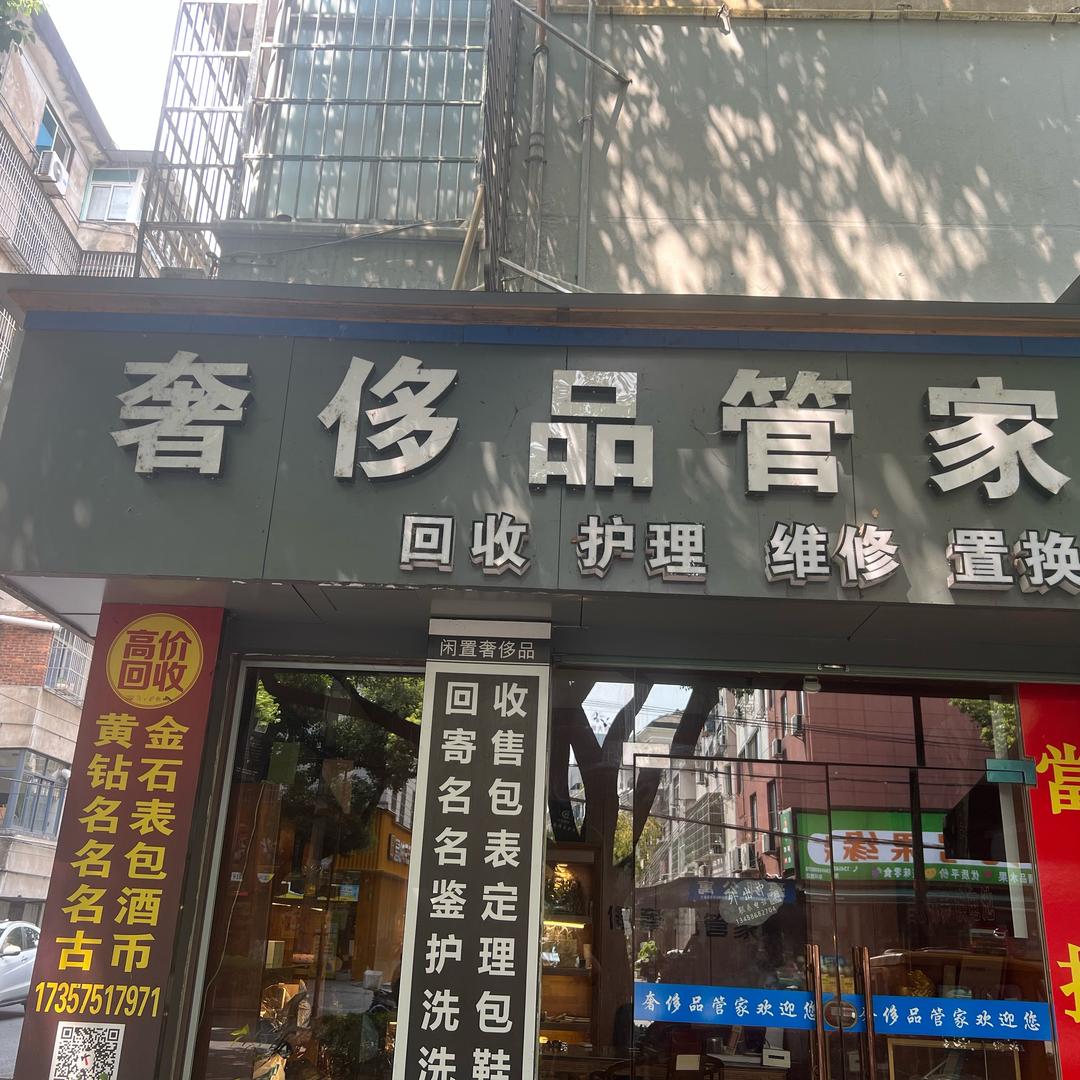 奢侈品管家
回收 护理 维修 置换
高价
回收
黄金
钻石
名表
名包
名酒
古币
17357517971
闲置奢侈品
回收
寄售
名包
名表
鉴定
护理
洗包
洗鞋
奢侈品管家欢迎您
奢侈品管家欢迎您
當